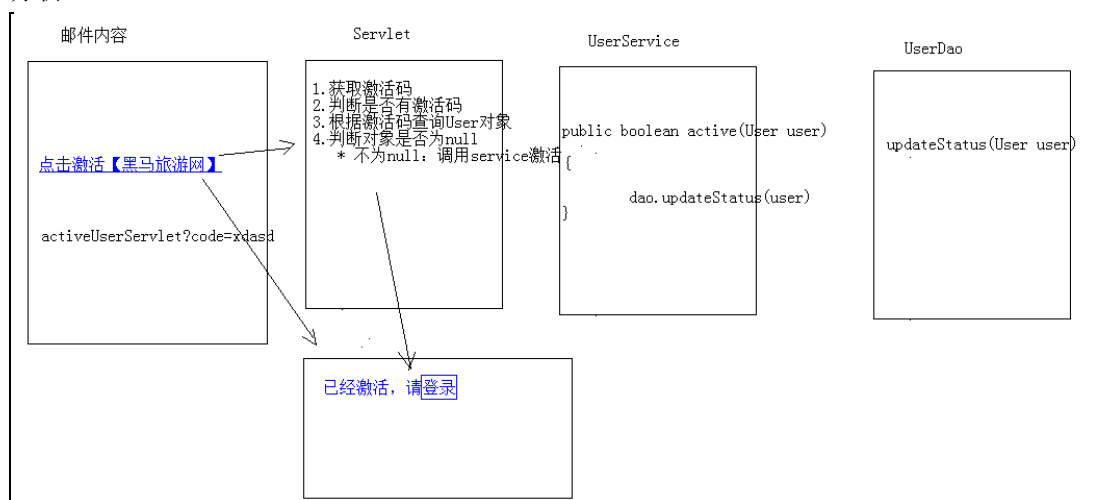 邮件内容
点击激活【黑马旅游网】
activeUserServlet?code=xdasd
Servlet
1.获取激活码
2.判断是否有激活码
3.根据激活码查询User对象
4.判断对象是否为null
* 不为null：调用service激活
UserService
public boolean active(User user)
{
dao.updateStatus(user)
}
UserDao
updateStatus(User user)
已经激活，请登录